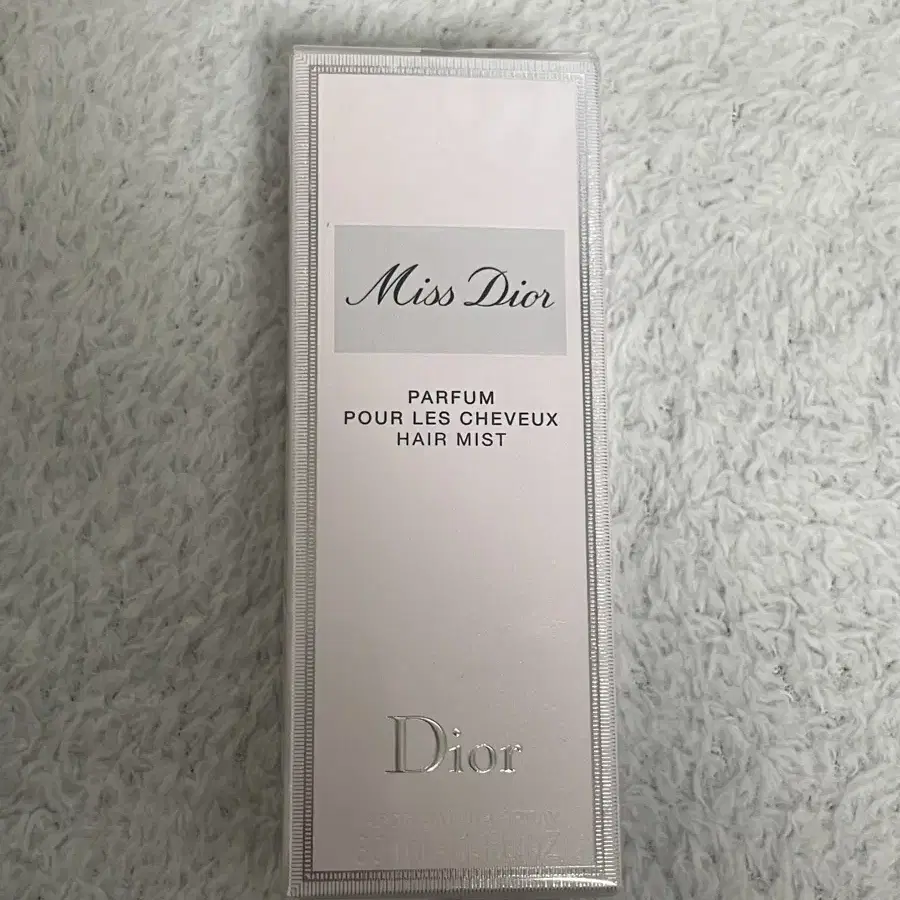 Miss Dior
PARFUM
POUR LES CHEVEUX
HAIR MIST
Dior